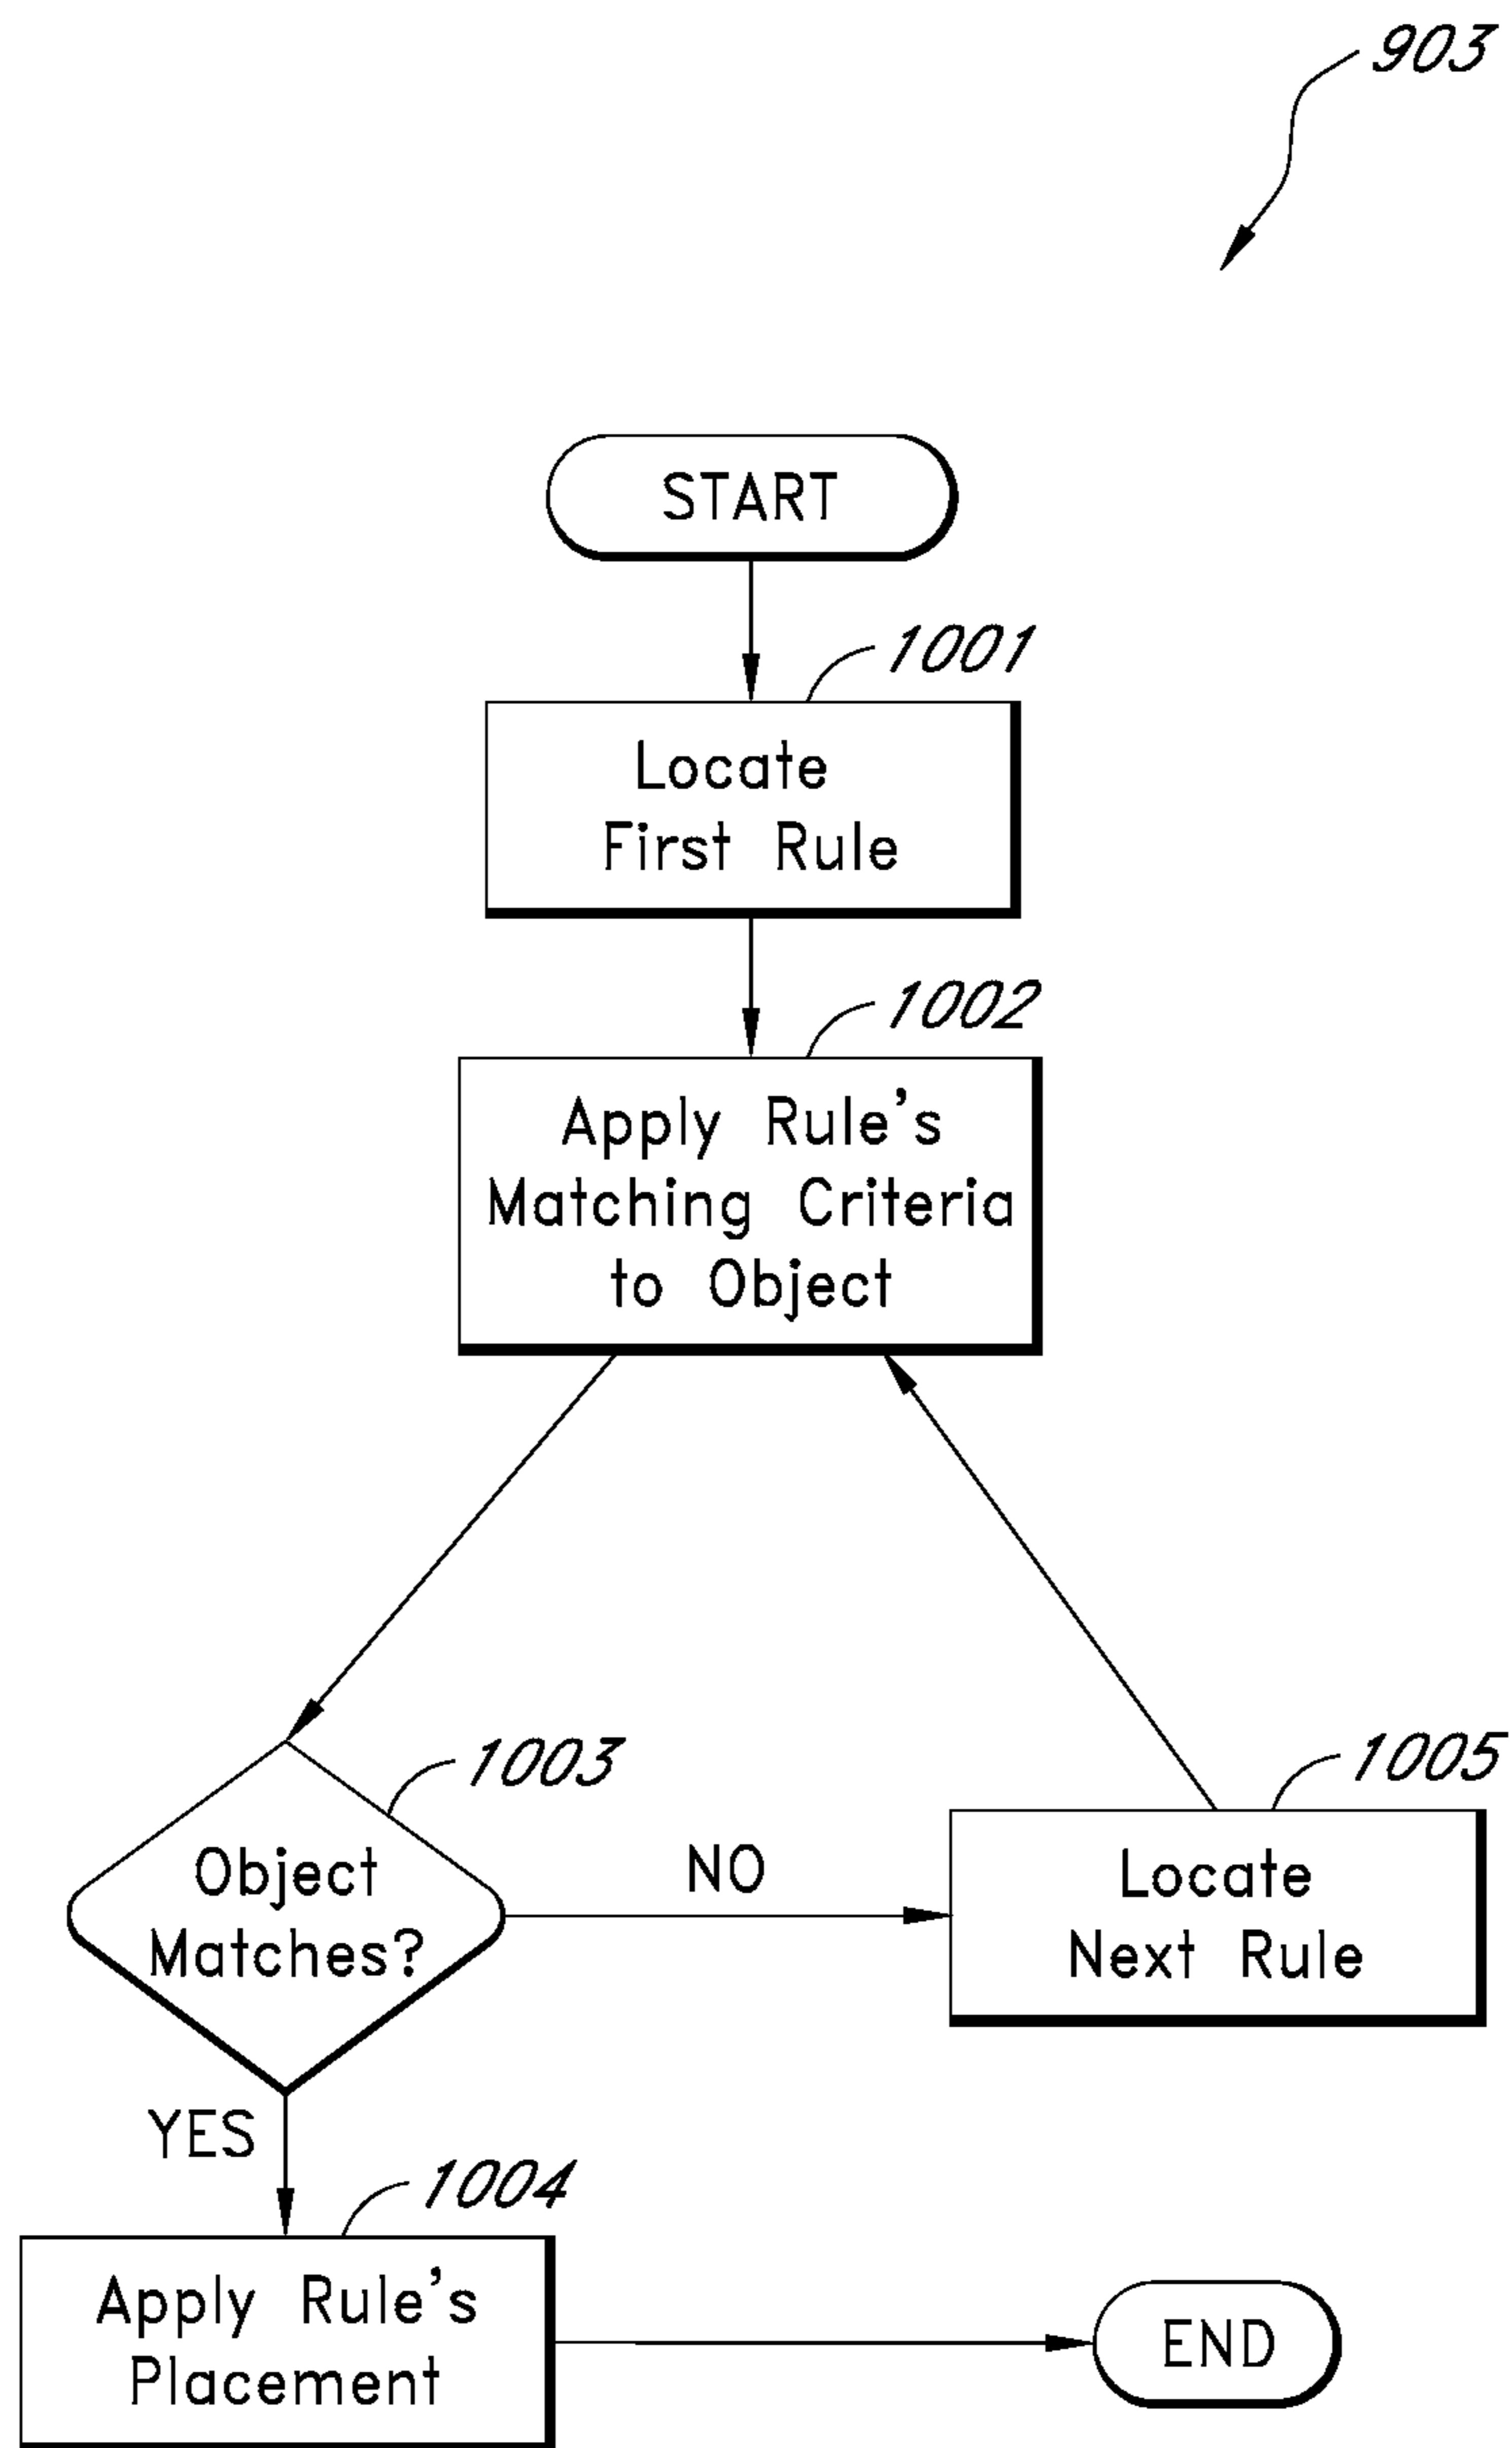 903
START
1001
Locate
First Rule
1002
Apply Rule's
Matching Criteria
to Object
1003
Object
Matches?
NO
1005
Locate
Next Rule
YES
1004
Apply Rule's
Placement
END